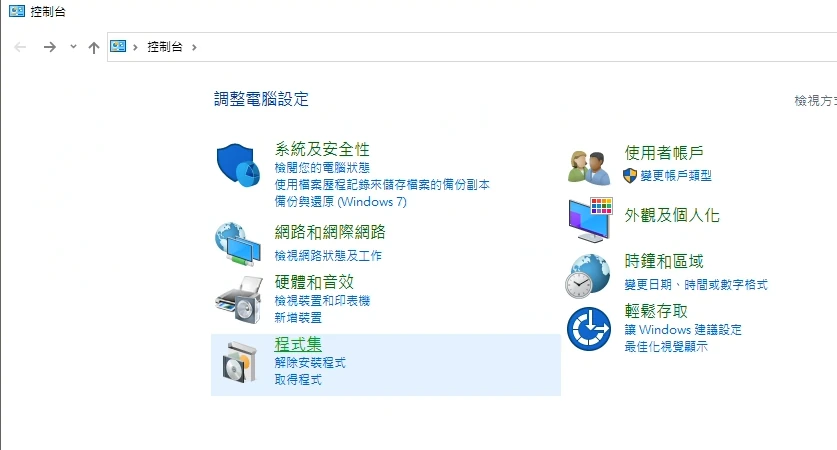 控制台
控制台
調整電腦設定
檢視方式
系統及安全性
檢閱您的電腦狀態
使用檔案歷程記錄來儲存檔案的備份副本
備份與還原 (Windows 7)
網路和網際網路
檢視網路狀態及工作
硬體和音效
檢視裝置和印表機
新增裝置
程式集
解除安裝程式
取得程式
使用者帳戶
變更帳戶類型
外觀及個人化
時鐘和區域
變更日期、時間或數字格式
輕鬆存取
讓 Windows 建議設定
最佳化視覺顯示